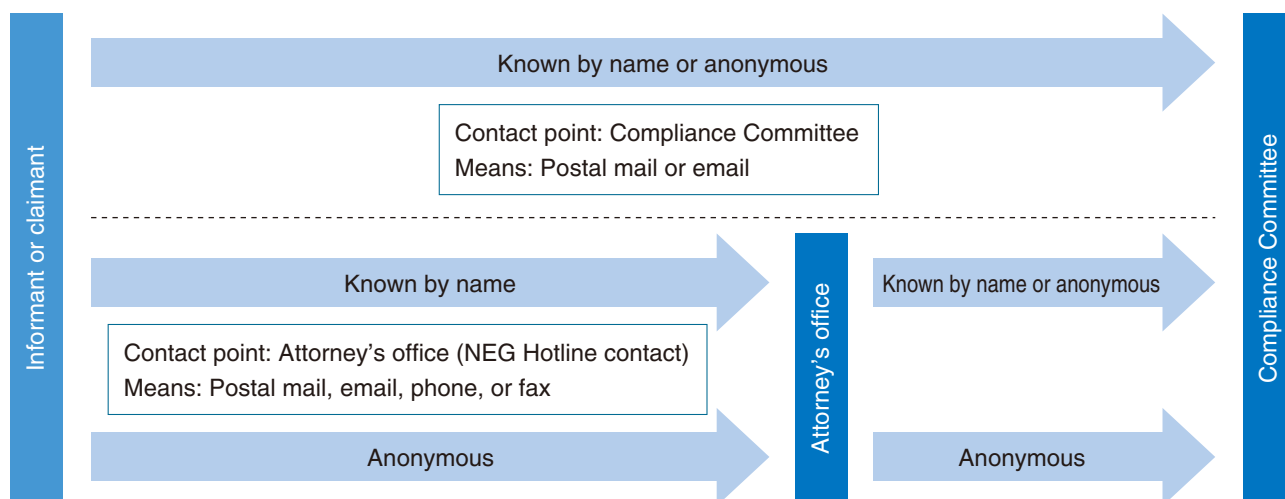 Informant or claimant
Known by name or anonymous
Contact point: Compliance Committee
Means: Postal mail or email
Known by name
Contact point: Attorney’s office (NEG Hotline contact)
Means: Postal mail, email, phone, or fax
Anonymous
Attorney’s office
Known by name or anonymous
Anonymous
Compliance Committee